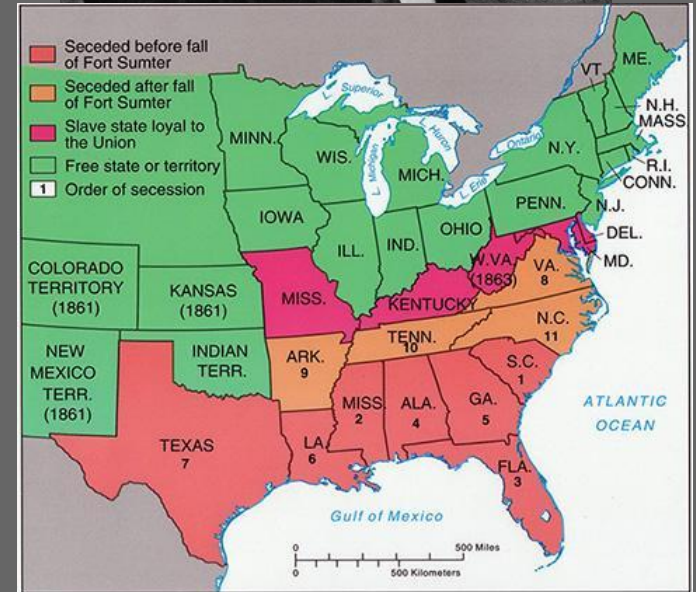 Seceded before fall
of Fort Sumter
Seceded after fall
of Fort Sumter
Slave state loyal to
the Union
Free state or territory
1 Order of secession
ME.
VT.
N.H.
MASS.
R.I.
CONN.
N.Y.
L. Superior
L. Huron
L. Ontario
L. Michigan
L. Erie
MINN.
WIS.
MICH.
PENN.
N.J.
IOWA
ILL.
IND.
OHIO
DEL.
MD.
W.VA.
(1863)
VA.
8
COLORADO
TERRITORY
(1861)
KANSAS
(1861)
MISS.
KENTUCKY
N.C.
11
TENN.
10
NEW
MEXICO
TERR.
(1861)
INDIAN
TERR.
ARK.
9
S.C.
1
MISS.
2
ALA.
4
GA.
5
ATLANTIC
OCEAN
TEXAS
7
LA.
6
FLA.
3
Gulf of Mexico
0 500 Miles
0 500 Kilometers